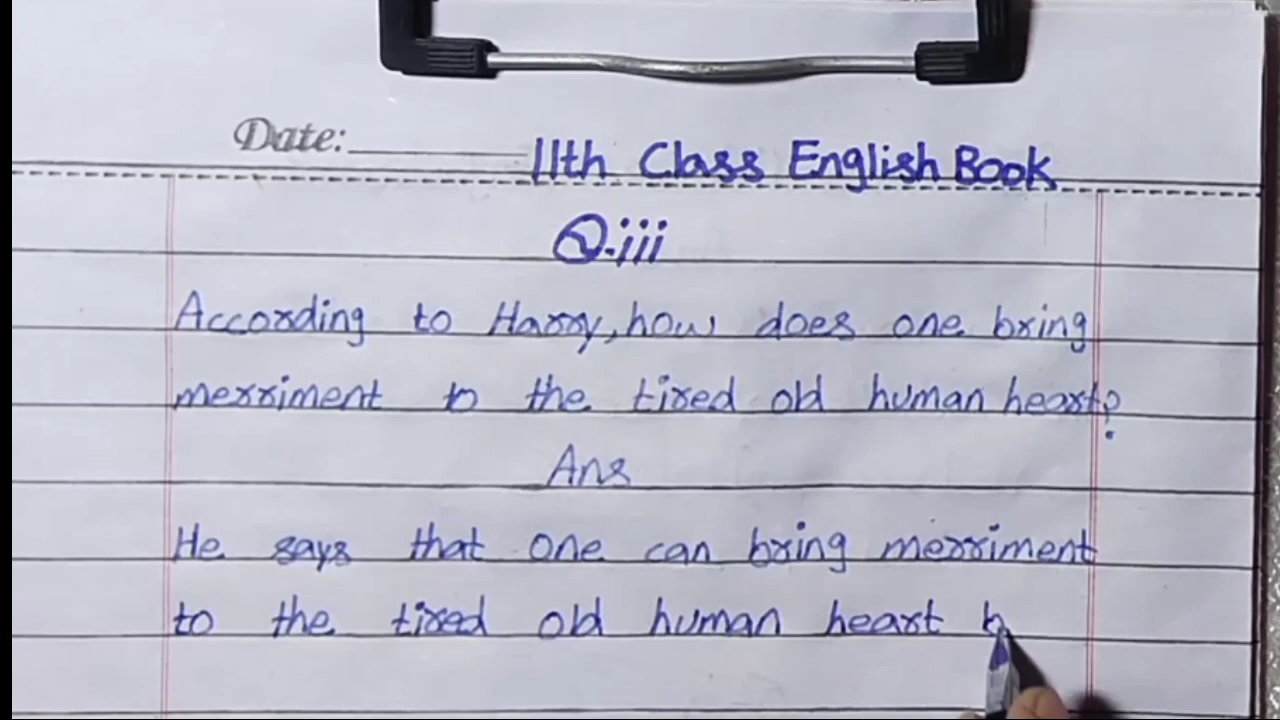 Date:
11th Class English Book
Q.iii
According to Harry, how does one bring
merriment to the tired old human heart?
Ans
He says that one can bring merriment
to the tired old human heart b